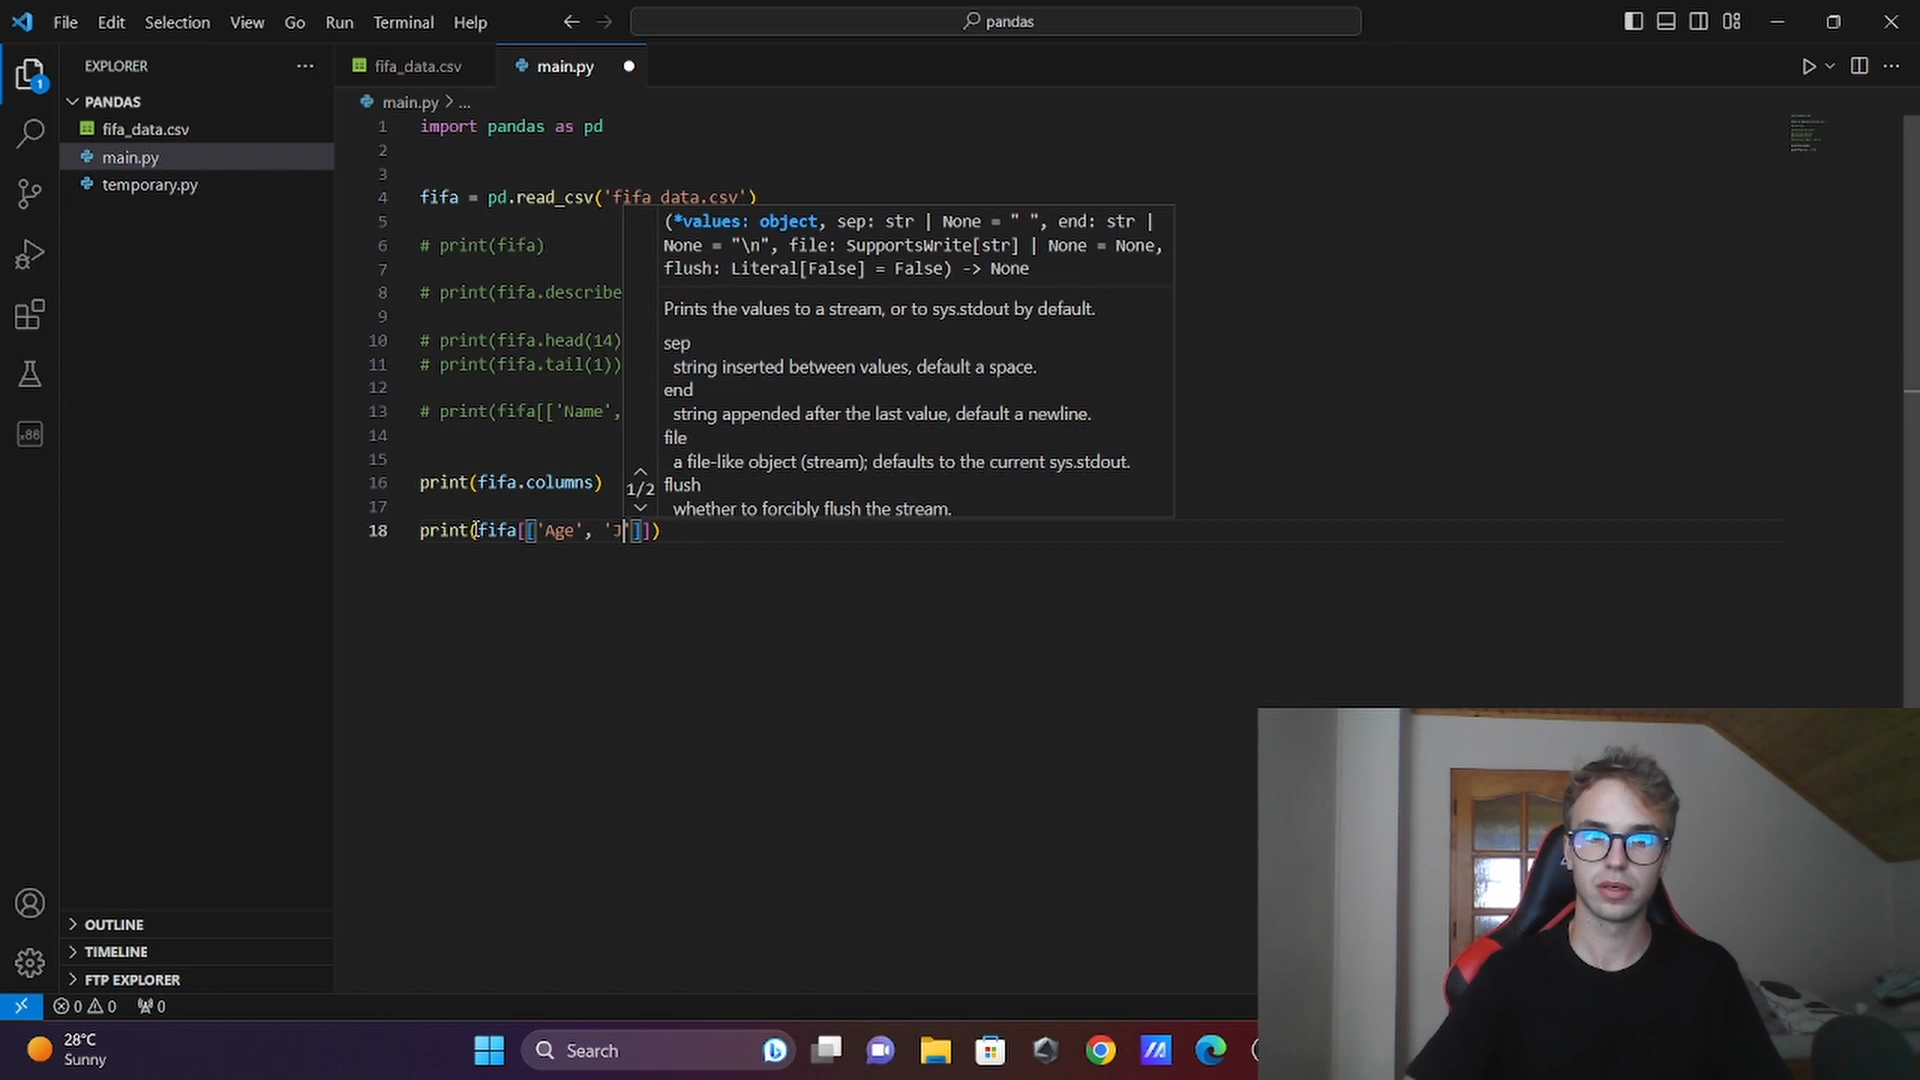 File Edit Selection View Go Run Terminal Help
pandas
EXPLORER
fifa_data.csv
main.py
PANDAS
fifa_data.csv
main.py
temporary.py
main.py > ...
1 import pandas as pd
2
3
4 fifa = pd.read_csv('fifa_data.csv')
5
6 # print(fifa)
7
8 # print(fifa.describe
9
10 # print(fifa.head(14)
11 # print(fifa.tail(1))
12
13 # print(fifa[['Name',
14
15
16 print(fifa.columns)
17
18 print(fifa[['Age', 'J']])
(*values: object, sep: str | None = " ", end: str |
None = "\n", file: SupportsWrite[str] | None = None,
flush: Literal[False] = False) -> None
Prints the values to a stream, or to sys.stdout by default.
sep
string inserted between values, default a space.
end
string appended after the last value, default a newline.
file
a file-like object (stream); defaults to the current sys.stdout.
flush
whether to forcibly flush the stream.
1/2
1
.86
OUTLINE
TIMELINE
FTP EXPLORER
0 0 0
28°C
Sunny
Search